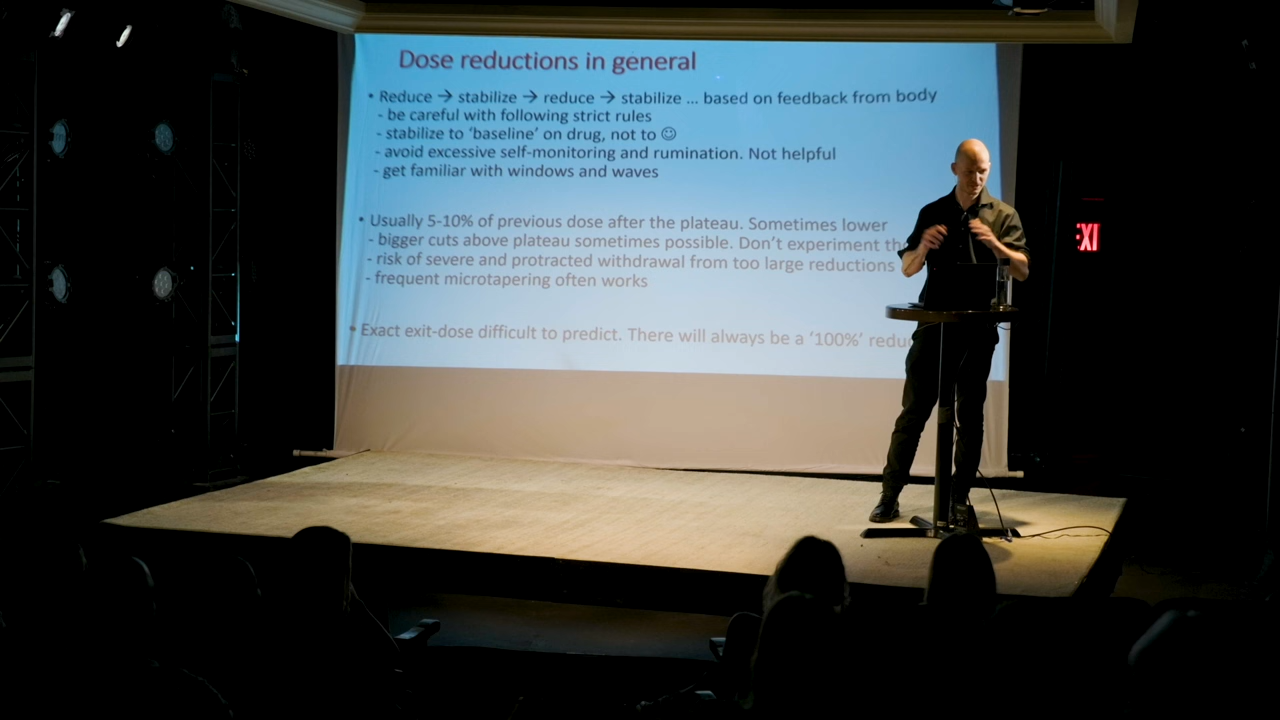 Dose reductions in general
• Reduce → stabilize → reduce → stabilize ... based on feedback from body
- be careful with following strict rules
- stabilize to ‘baseline’ on drug, not to ☺
- avoid excessive self-monitoring and rumination. Not helpful
- get familiar with windows and waves
• Usually 5-10% of previous dose after the plateau. Sometimes lower
- bigger cuts above plateau sometimes possible. Don’t experiment
- risk of severe and protracted withdrawal from too large reductions
- frequent microtapering often works
• Exact exit-dose difficult to predict. There will always be a ‘100%’
EXI